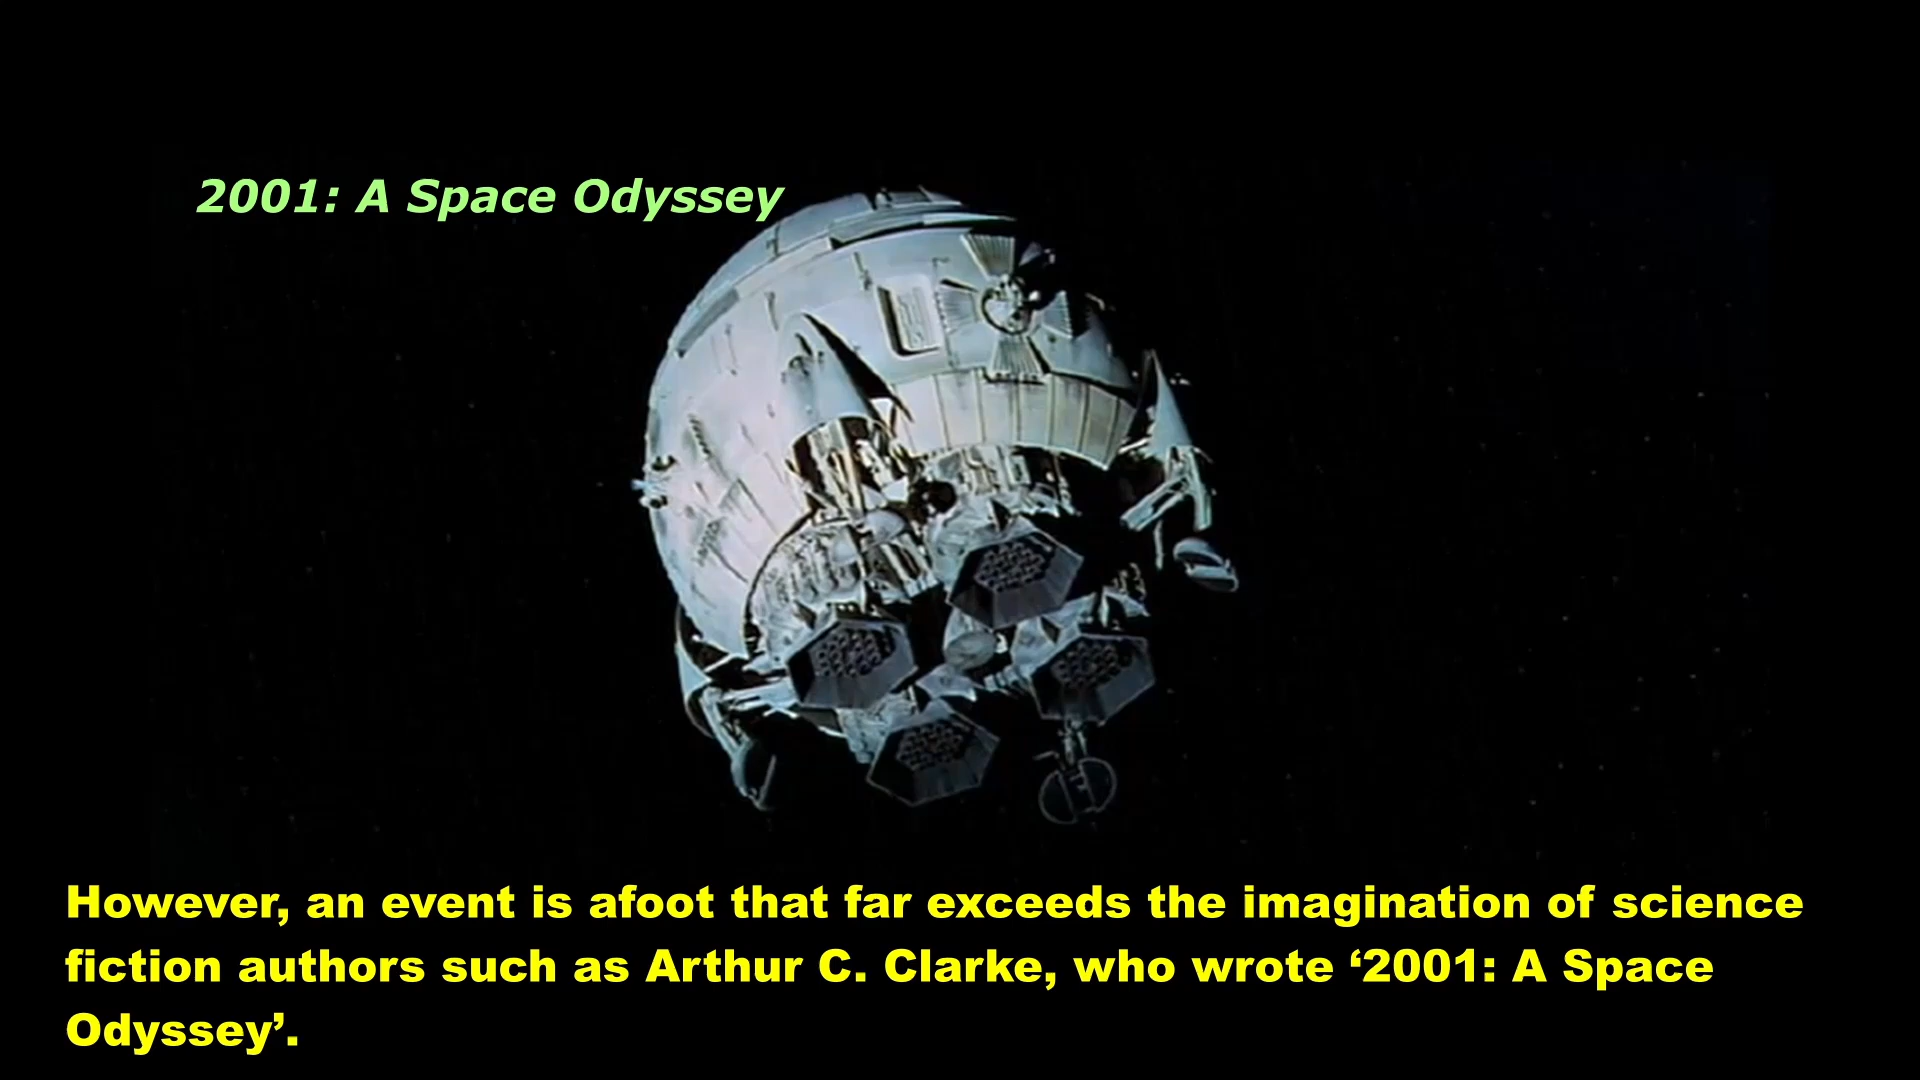 2001: A Space Odyssey
However, an event is afoot that far exceeds the imagination of science
fiction authors such as Arthur C. Clarke, who wrote ‘2001: A Space
Odyssey’.